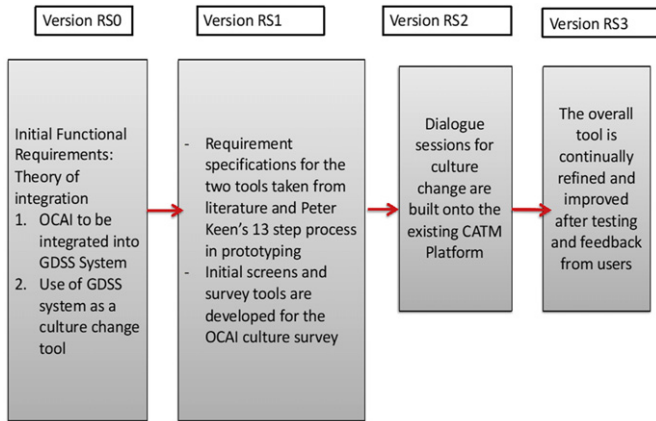 Version RS0
Version RS1
Version RS2
Version RS3
Initial Functional
Requirements:
Theory of
integration
1. OCAI to be
integrated into
GDSS System
2. Use of GDSS
system as a
culture change
tool
- Requirement
specifications for the
two tools taken from
literature and Peter
Keen's 13 step process
in prototyping
- Initial screens and
survey tools are
developed for the
OCAI culture survey
Dialogue
sessions for
culture
change are
built onto the
existing CATM
Platform
The overall
tool is
continually
refined and
improved
after testing
and feedback
from users